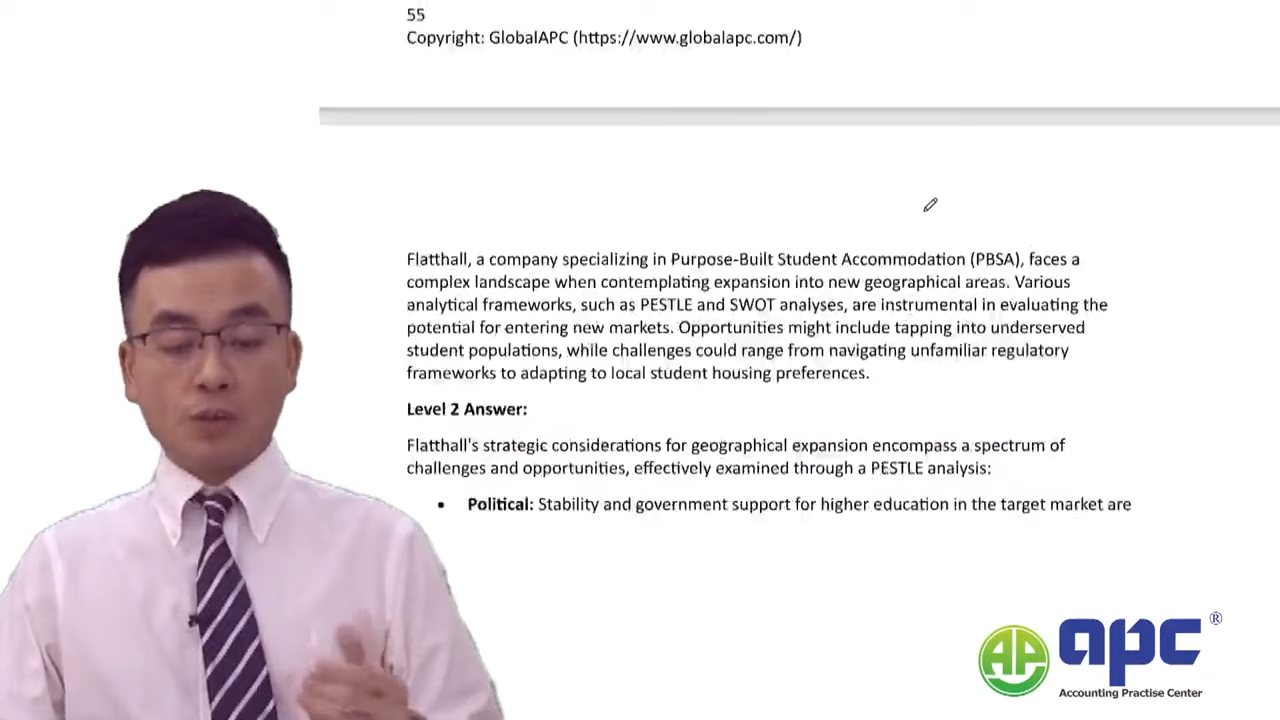 55
Copyright: GlobalAPC (https://www.globalapc.com/)
Flatthall, a company specializing in Purpose-Built Student Accommodation (PBSA), faces a
complex landscape when contemplating expansion into new geographical areas. Various
analytical frameworks, such as PESTLE and SWOT analyses, are instrumental in evaluating the
potential for entering new markets. Opportunities might include tapping into underserved
student populations, while challenges could range from navigating unfamiliar regulatory
frameworks to adapting to local student housing preferences.
Level 2 Answer:
Flatthall's strategic considerations for geographical expansion encompass a spectrum of
challenges and opportunities, effectively examined through a PESTLE analysis:
• Political: Stability and government support for higher education in the target market are
AP
apc®
Accounting Practise Center